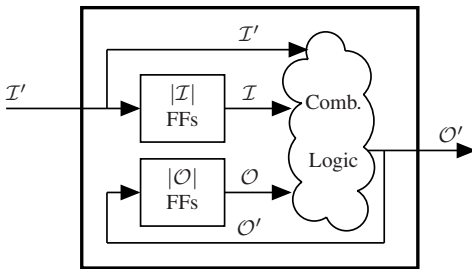 𝓘′
𝓘′
|𝓘|
FFs
𝓘
Comb.
Logic
𝓞′
|𝓞|
FFs
𝓞
𝓞′